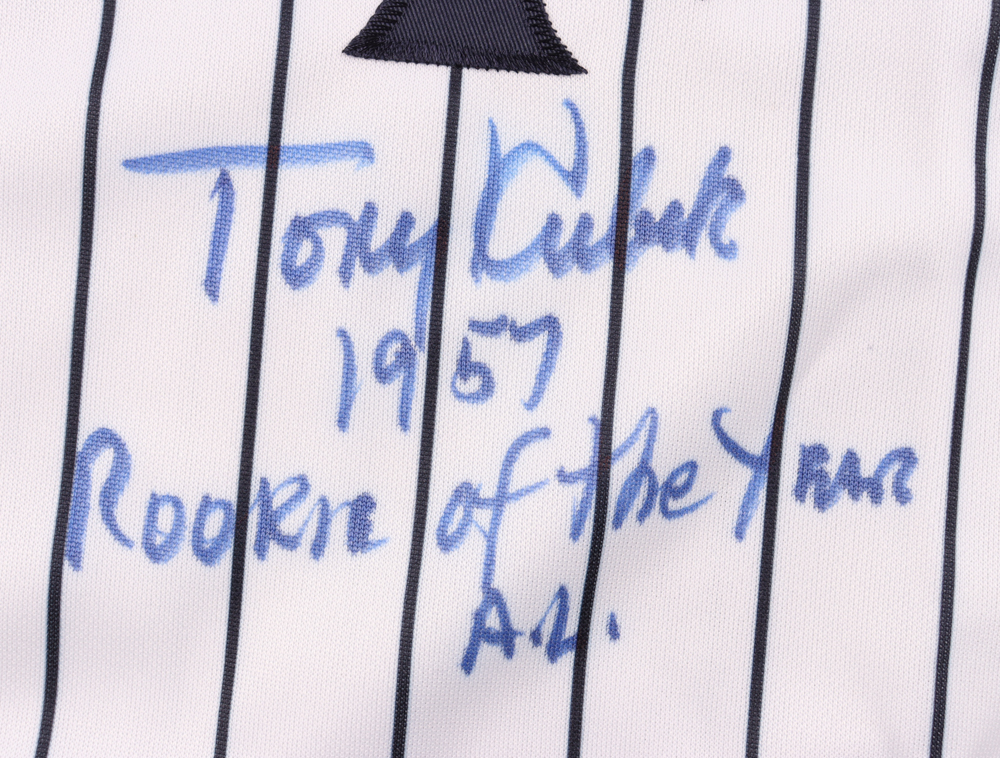 Tony Kubek
1957
Rookie of the Year
A.L.